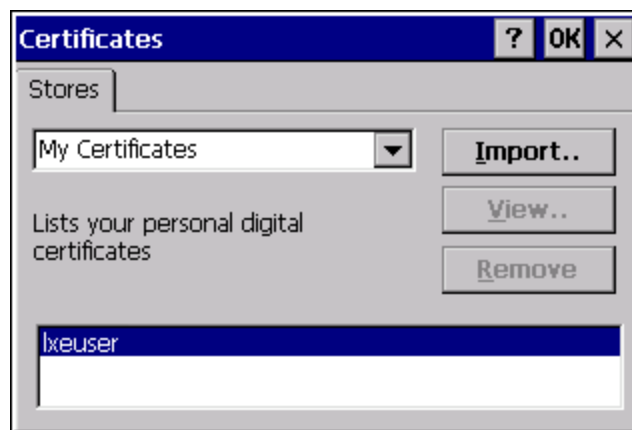 Certificates ? OK ×
Stores
My Certificates
Import..
Lists your personal digital
certificates
View..
Remove
lxeuser